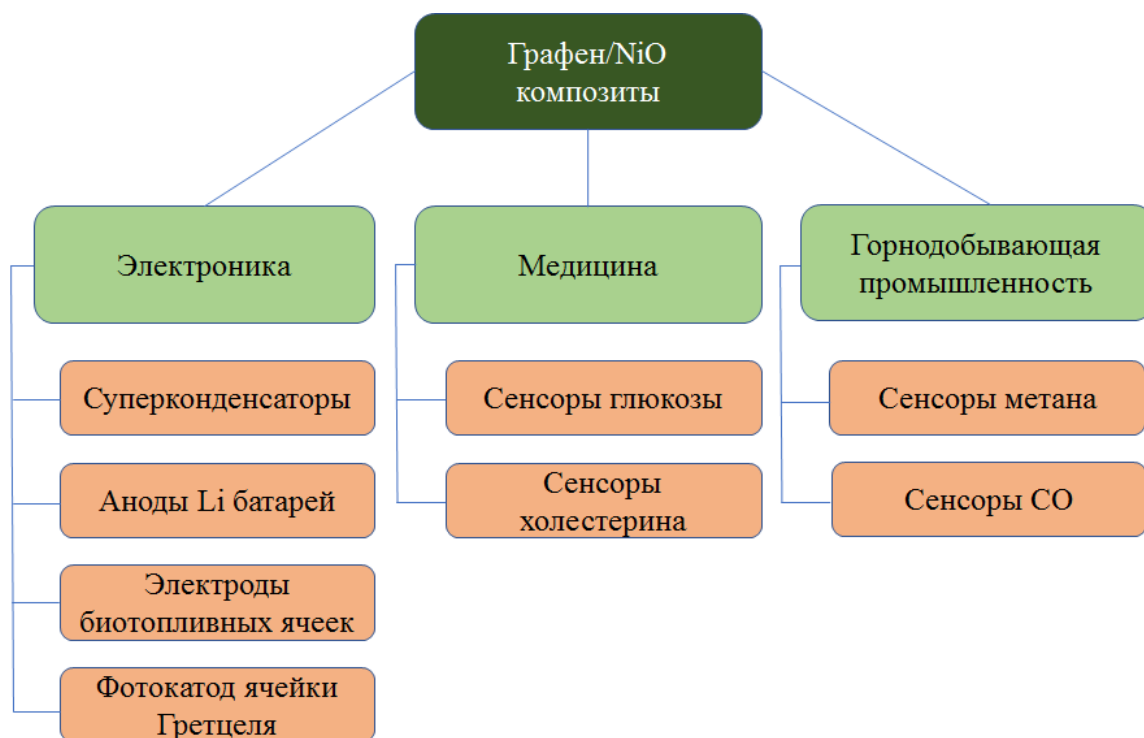 Графен/NiO
композиты
Электроника
Медицина
Горнодобывающая
промышленность
Суперконденсаторы
Аноды Li батарей
Электроды
биотопливных ячеек
Фотокатод ячейки
Гретцеля
Сенсоры глюкозы
Сенсоры
холестерина
Сенсоры метана
Сенсоры СО